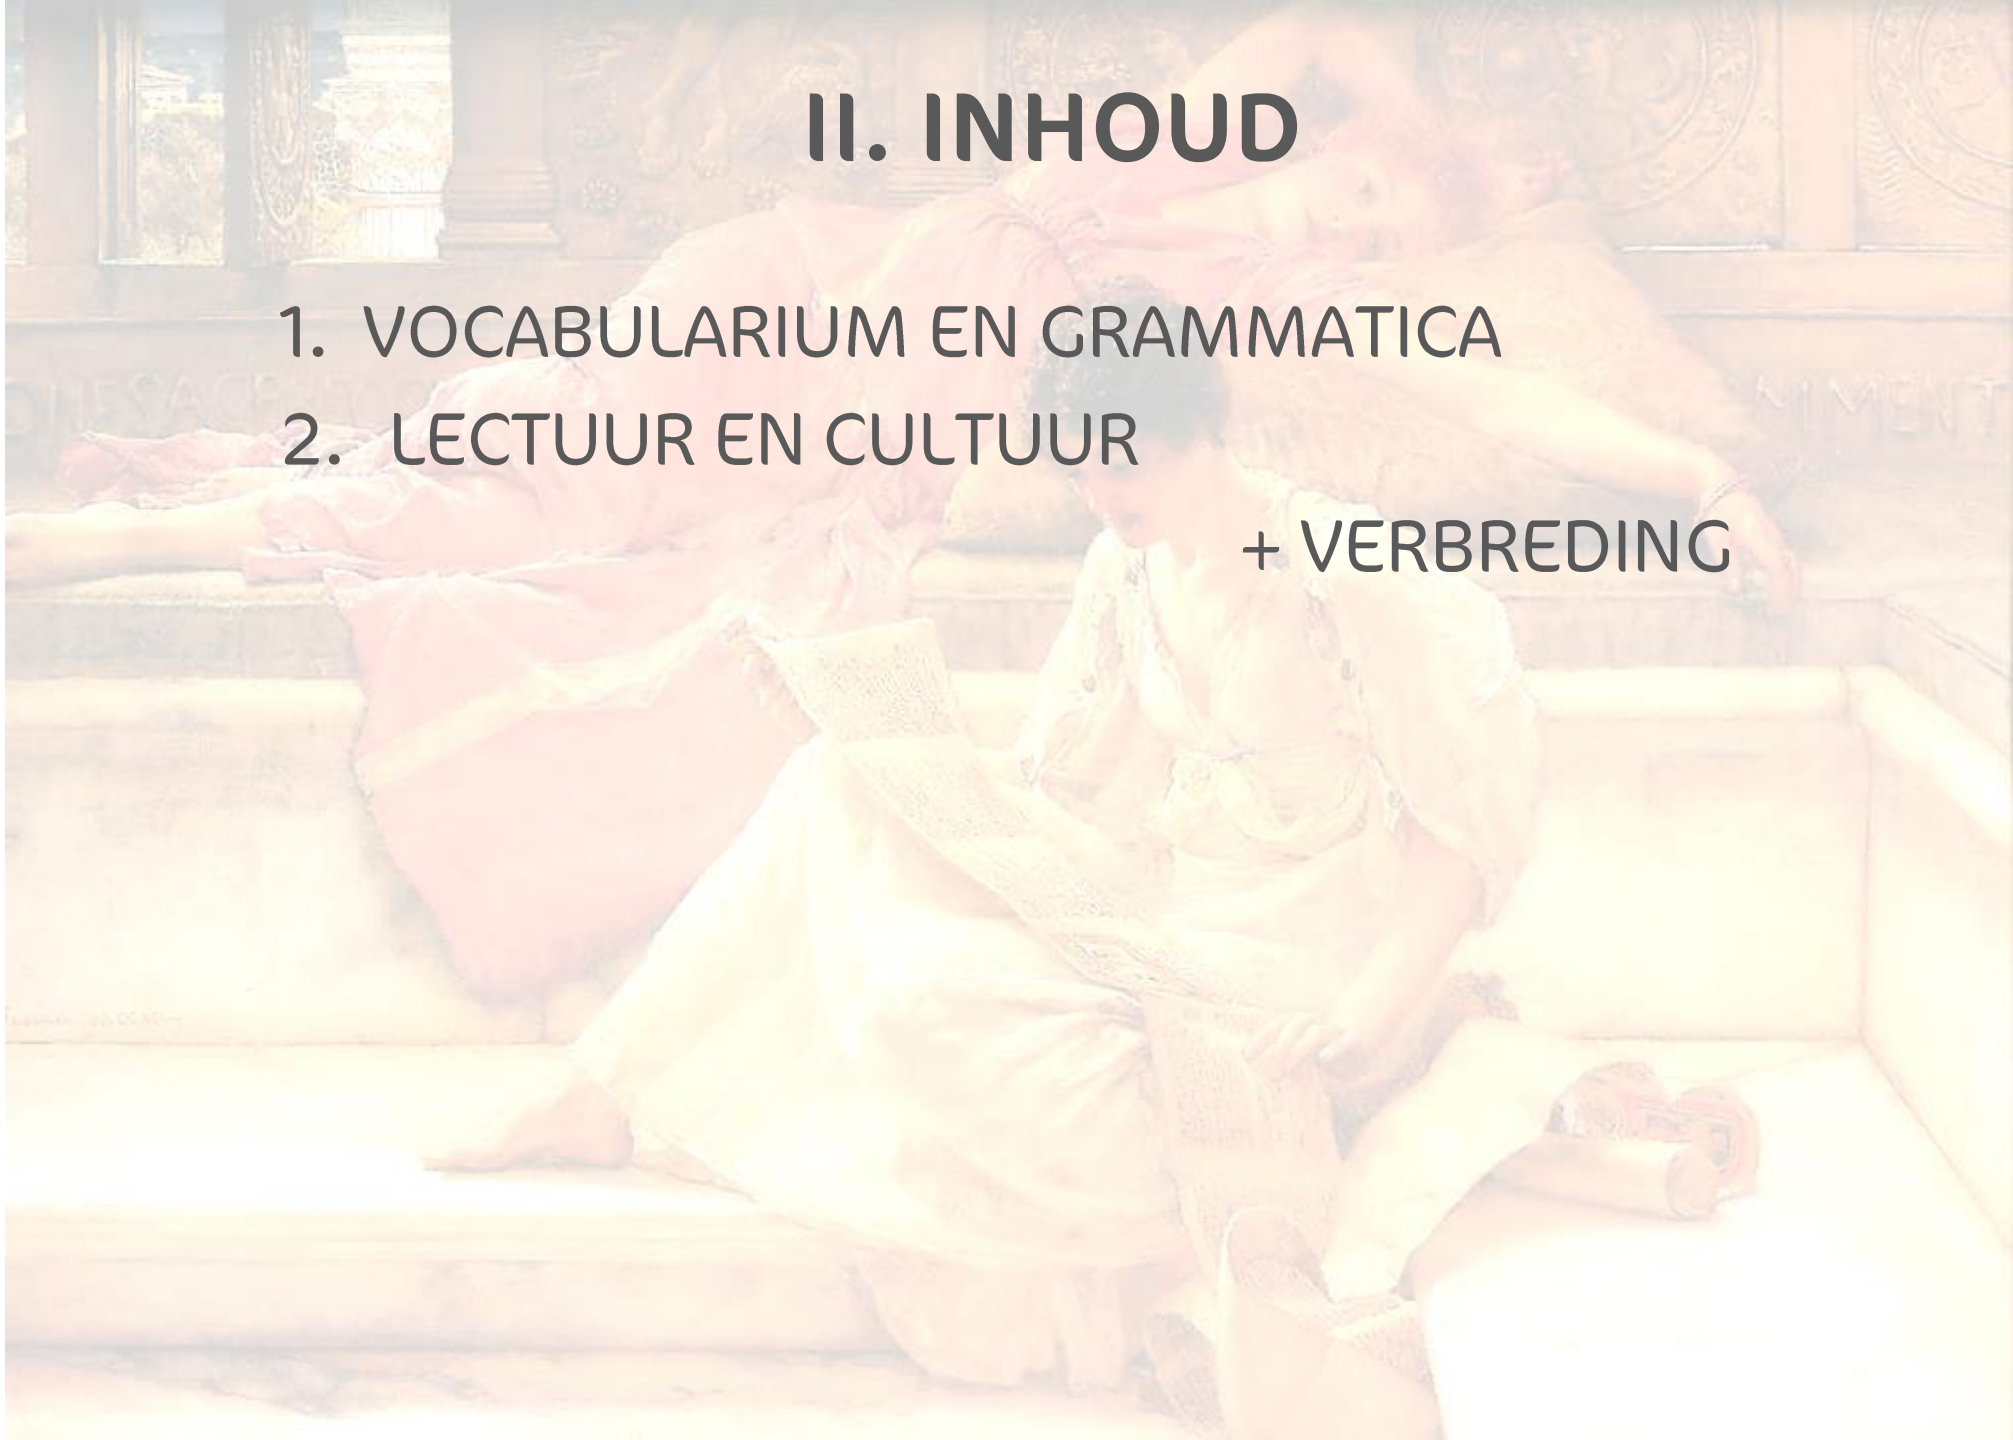 II. INHOUD
1. VOCABULARIUM EN GRAMMATICA
2. LECTUUR EN CULTUUR
+ VERBREDING